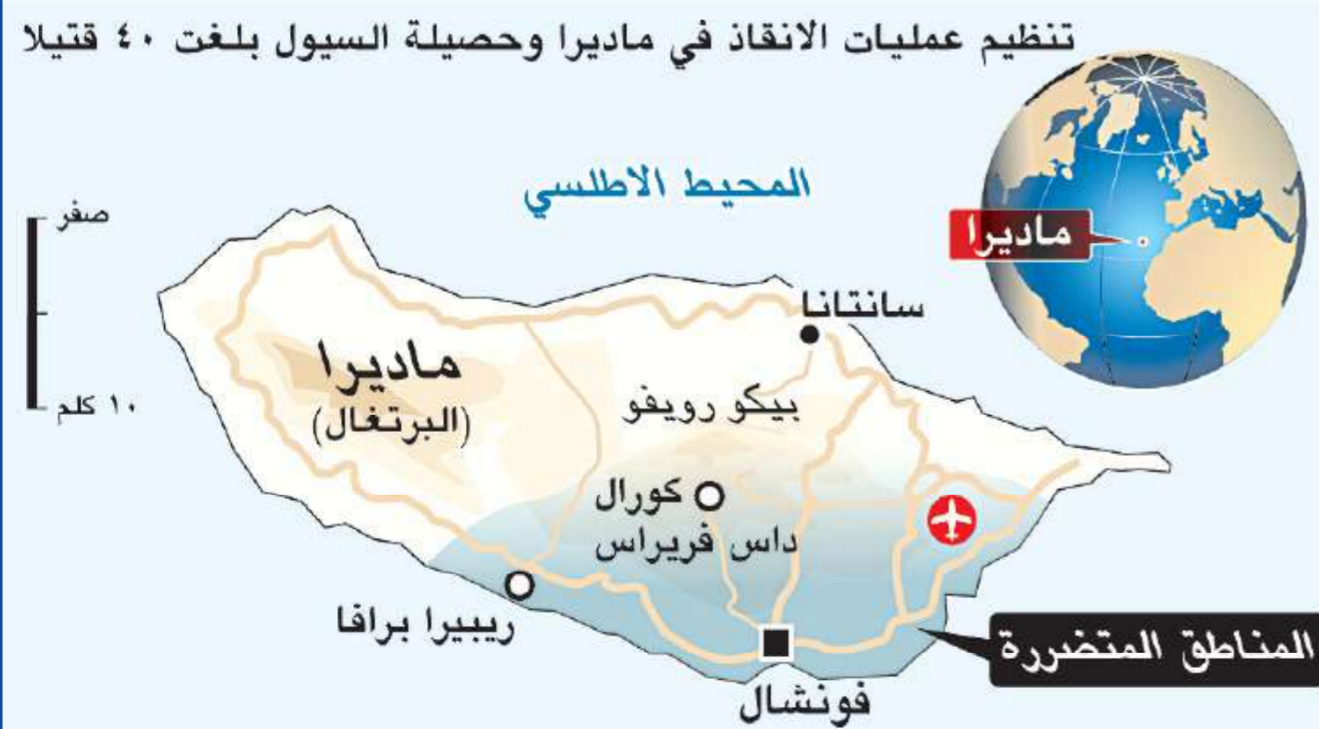 تنظيم عمليات الانقاذ في ماديرا وحصيلة السيول بلغت ٤٠ قتيلا
المحيط الاطلسي
ماديرا
صفر
١٠ كلم
سانتانا
ماديرا
(البرتغال)
بيكو رويفو
كورال
داس فريراس
ريبيرا برافا
المناطق المتضررة
فونشال